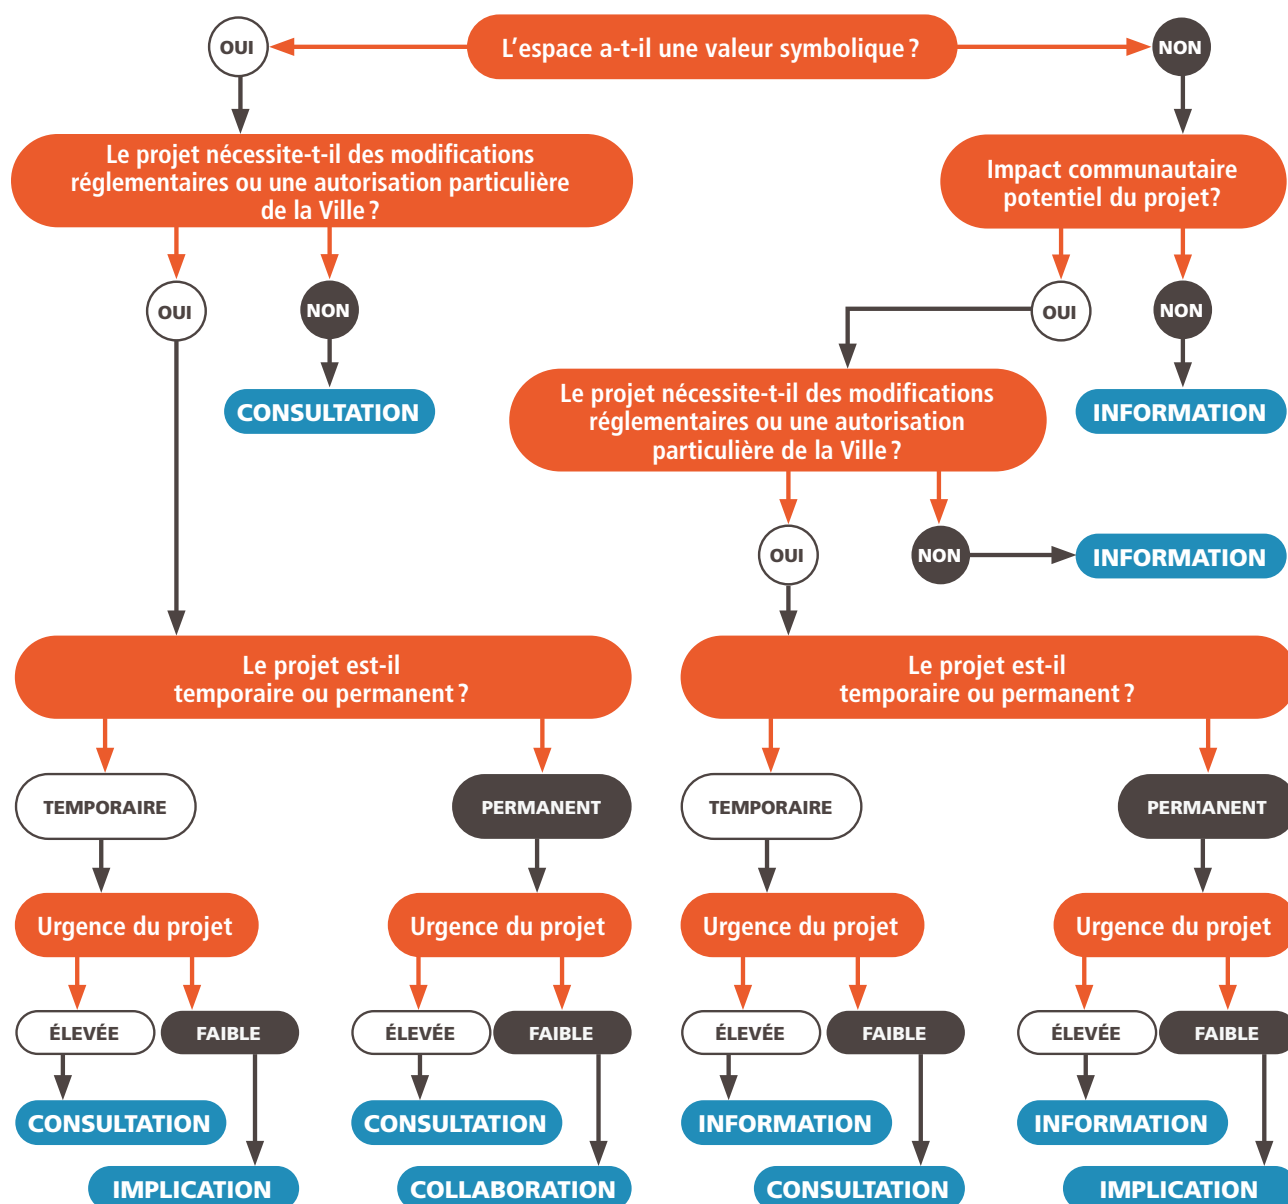 L'espace a-t-il une valeur symbolique ?
OUI
NON
Le projet nécessite-t-il des modifications
réglementaires ou une autorisation particulière
de la Ville ?
Impact communautaire
potentiel du projet?
OUI
NON
OUI
NON
CONSULTATION
Le projet nécessite-t-il des modifications
réglementaires ou une autorisation
particulière de la Ville ?
INFORMATION
OUI
NON
INFORMATION
Le projet est-il
temporaire ou permanent ?
Le projet est-il
temporaire ou permanent ?
TEMPORAIRE
PERMANENT
TEMPORAIRE
PERMANENT
Urgence du projet
Urgence du projet
Urgence du projet
Urgence du projet
ÉLEVÉE
FAIBLE
ÉLEVÉE
FAIBLE
ÉLEVÉE
FAIBLE
ÉLEVÉE
FAIBLE
CONSULTATION
CONSULTATION
INFORMATION
INFORMATION
IMPLICATION
COLLABORATION
CONSULTATION
IMPLICATION